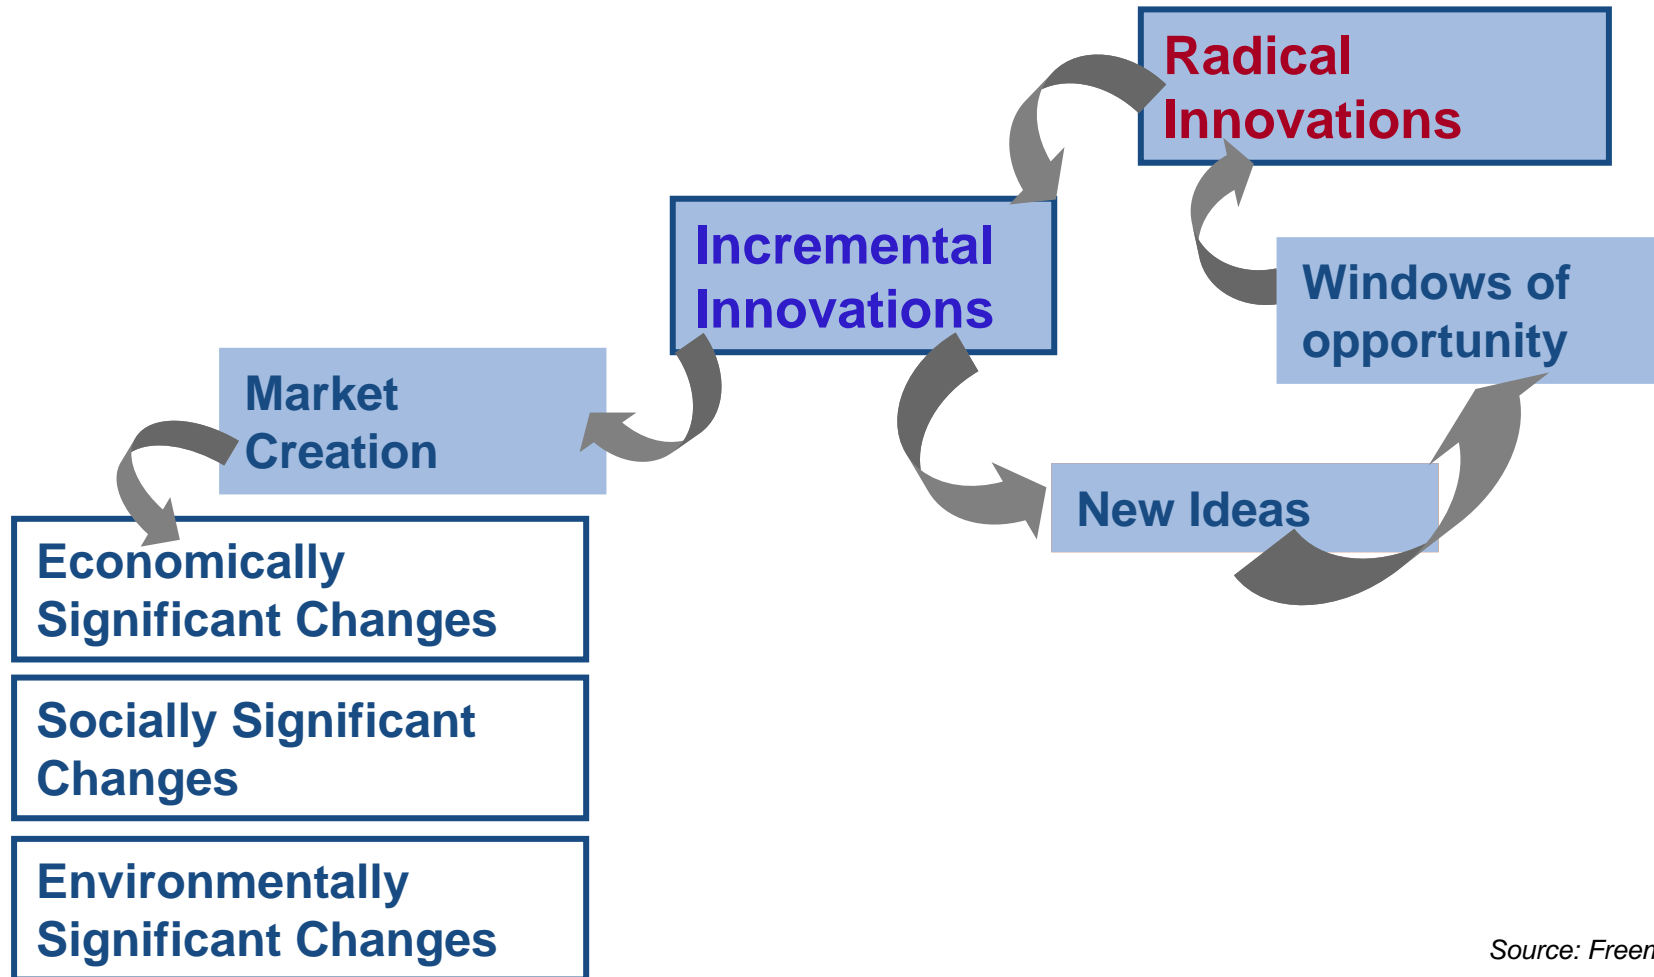 Radical
Innovations
Incremental
Innovations
Windows of
opportunity
Market
Creation
New Ideas
Economically
Significant Changes
Socially Significant
Changes
Environmentally
Significant Changes
Source: